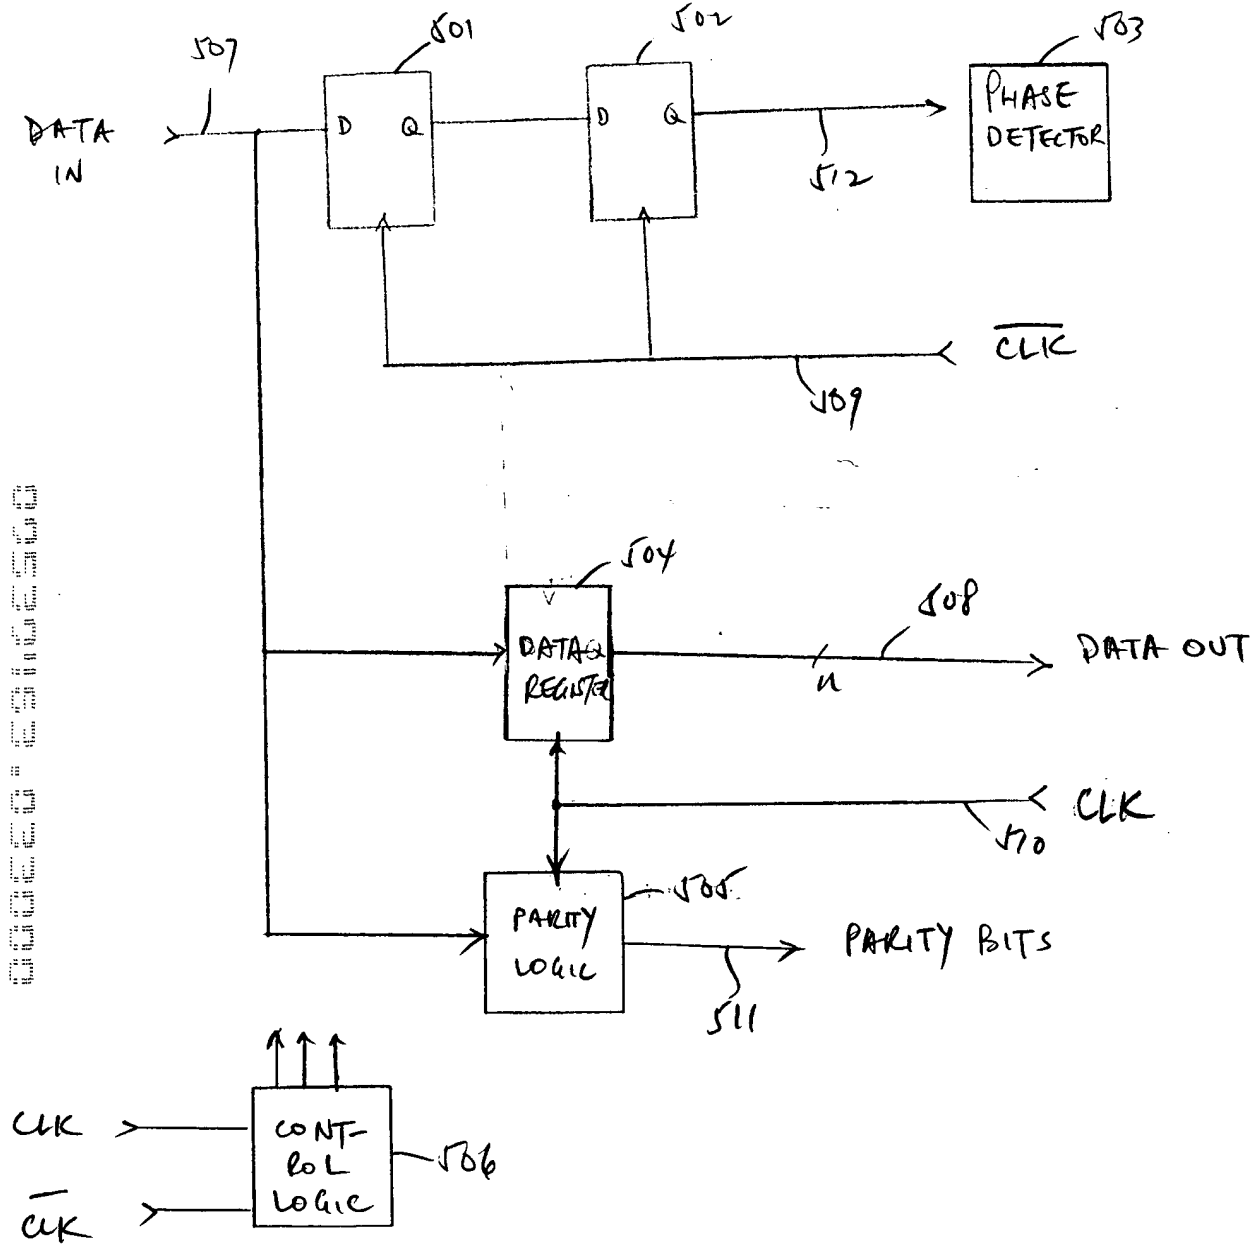 507
501
502
503
DATA
IN
D Q
D Q
PHASE
DETECTOR
512
CLK
509
504
508
DATA Q
REGISTER
n
DATA OUT
CLK
510
505
PARITY
LOGIC
PARITY BITS
511
CLK
CONT-
ROL
LOGIC
506
CLK